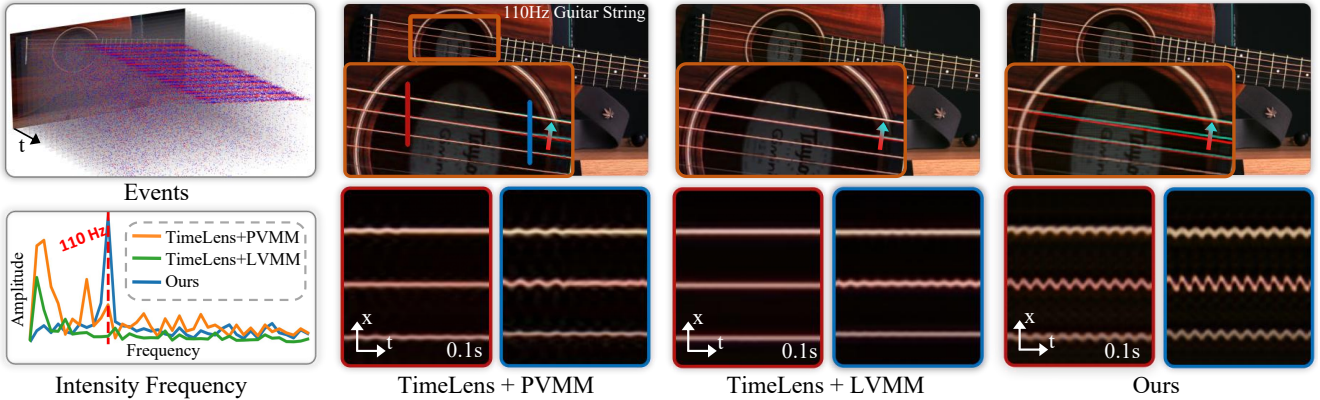 t
Events
110 Hz
TimeLens+PVMM
TimeLens+LVMM
Ours
Amplitude
Frequency
Intensity Frequency
110Hz Guitar String
x
t
0.1s
TimeLens + PVMM
x
t
0.1s
TimeLens + LVMM
x
t
0.1s
Ours